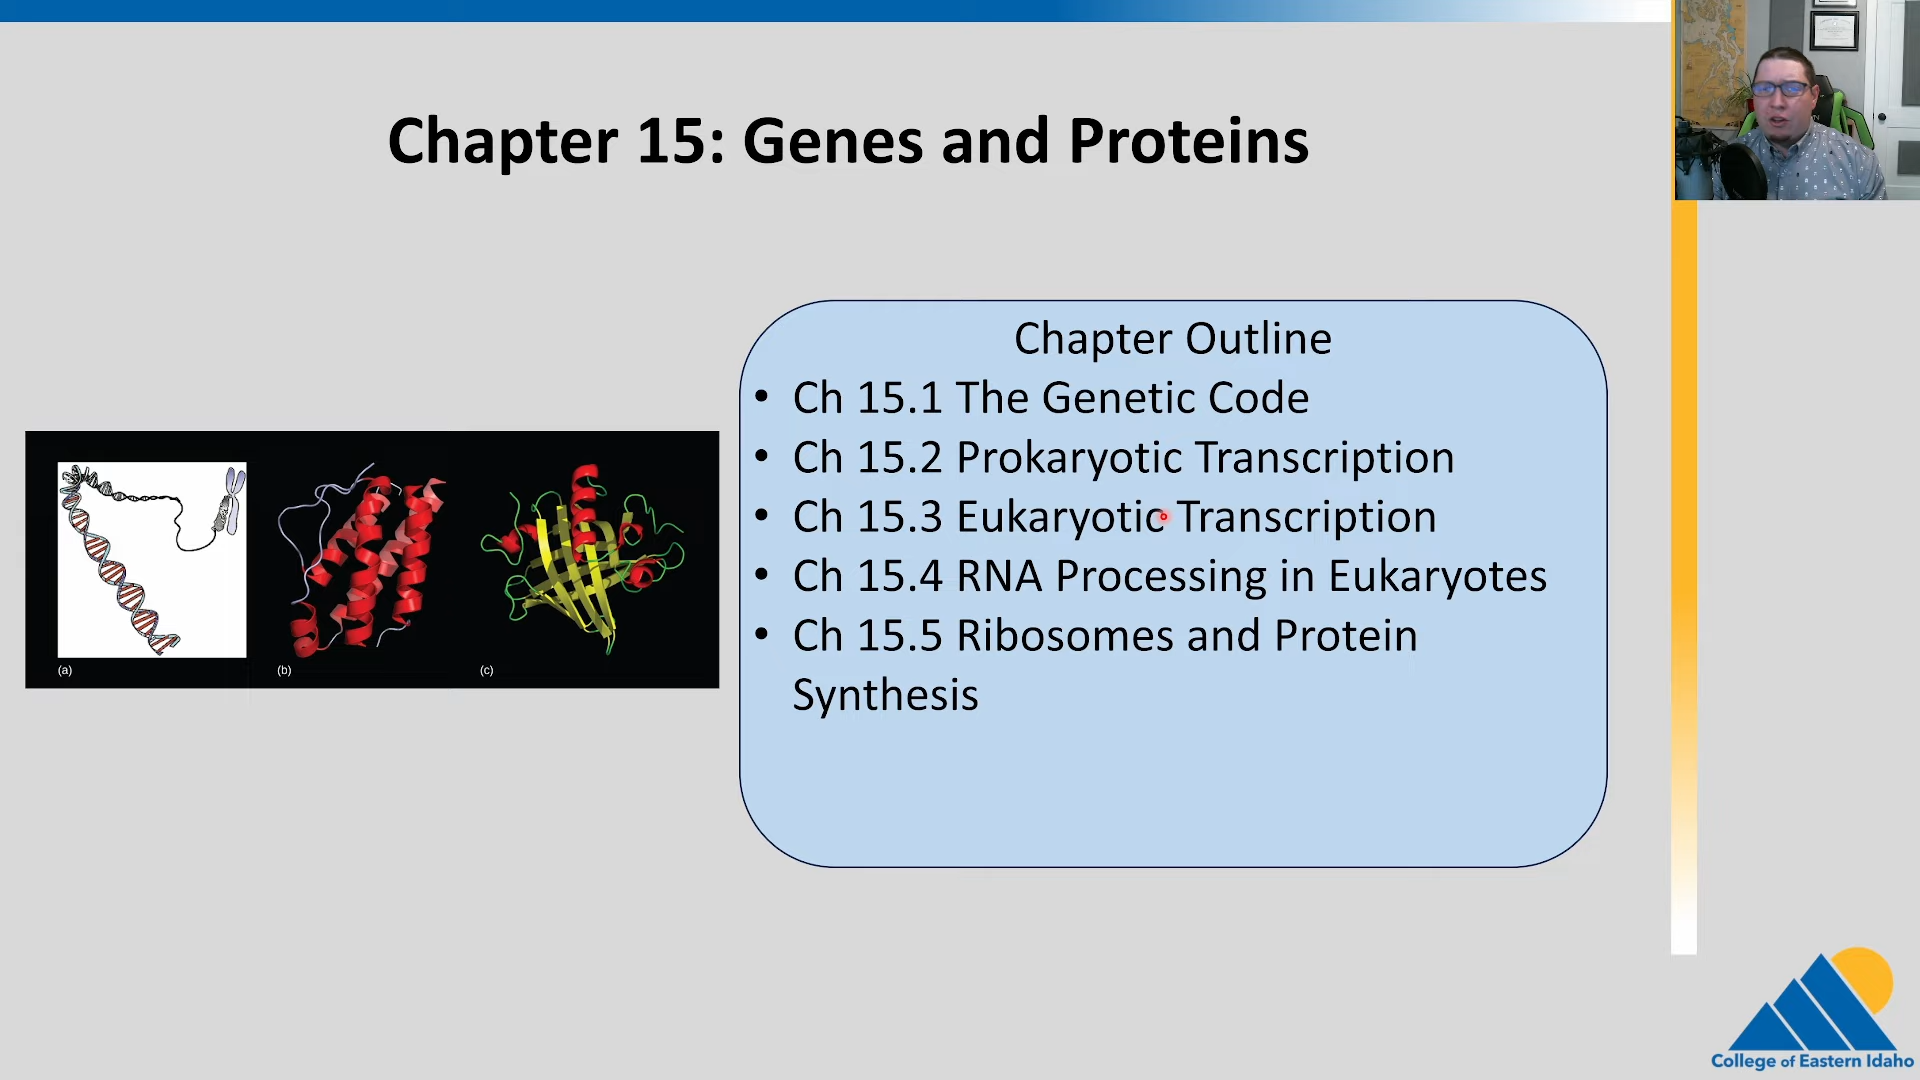 Chapter 15: Genes and Proteins
Chapter Outline
• Ch 15.1 The Genetic Code
• Ch 15.2 Prokaryotic Transcription
• Ch 15.3 Eukaryotic Transcription
• Ch 15.4 RNA Processing in Eukaryotes
• Ch 15.5 Ribosomes and Protein
Synthesis
(a)
(b)
(c)
College of Eastern Idaho